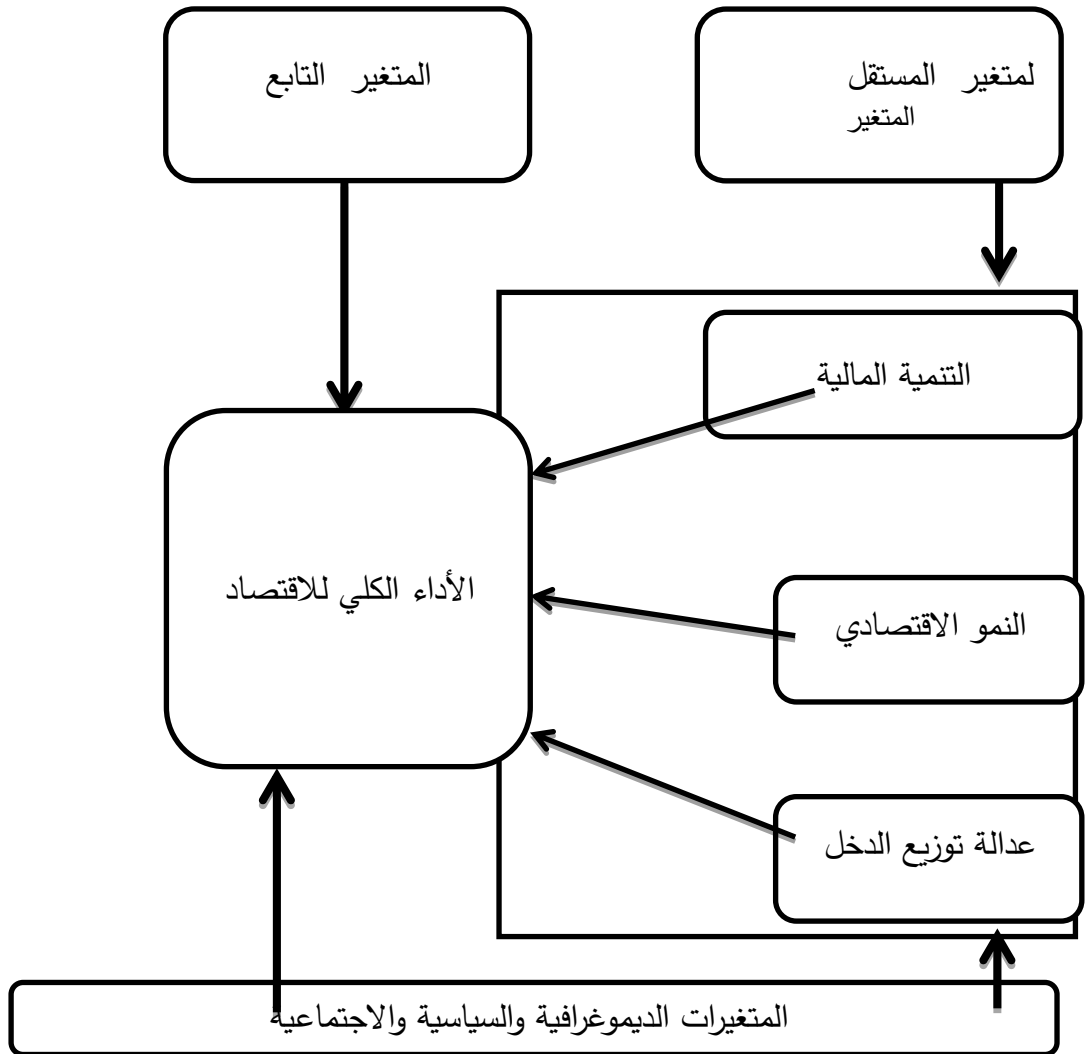 لمتغير المستقل
المتغير
المتغير التابع
التنمية المالية
الأداء الكلي للاقتصاد
النمو الاقتصادي
عدالة توزيع الدخل
المتغيرات الديموغرافية والسياسية والاجتماعية